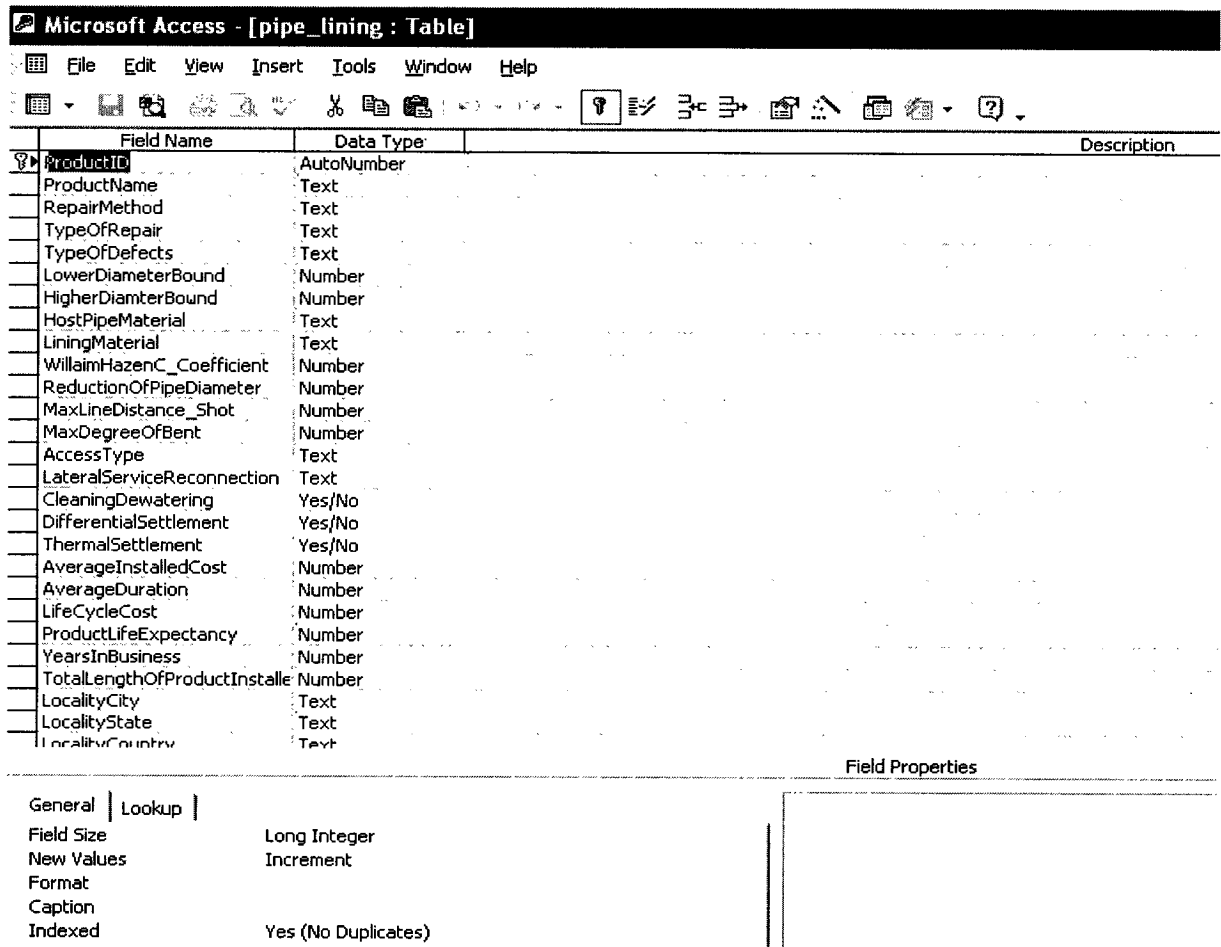 Microsoft Access - [pipe_lining : Table]
File Edit View Insert Tools Window Help
Field Name Data Type Description
ProductID AutoNumber
ProductName Text
RepairMethod Text
TypeOfRepair Text
TypeOfDefects Text
LowerDiameterBound Number
HigherDiamterBound Number
HostPipeMaterial Text
LiningMaterial Text
WillaimHazenC_Coefficient Number
ReductionOfPipeDiameter Number
MaxLineDistance_Shot Number
MaxDegreeOfBent Number
AccessType Text
LateralServiceReconnection Text
CleaningDewatering Yes/No
DifferentialSettlement Yes/No
ThermalSettlement Yes/No
AverageInstalledCost Number
AverageDuration Number
LifeCycleCost Number
ProductLifeExpectancy Number
YearsInBusiness Number
TotalLengthOfProductInstalle Number
LocalityCity Text
LocalityState Text
LocalityCountry Text
Field Properties
General Lookup
Field Size Long Integer
New Values Increment
Format
Caption
Indexed Yes (No Duplicates)